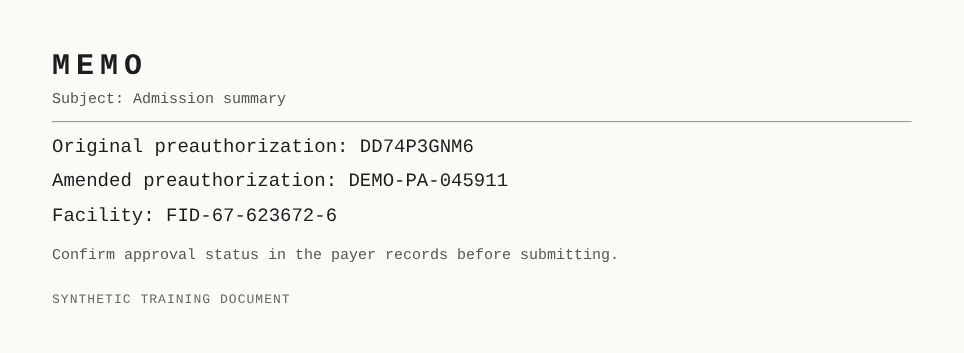 MEMO
Subject: Admission summary
Original preauthorization: DD74P3GNM6
Amended preauthorization: DEMO-PA-045911
Facility: FID-67-623672-6
Confirm approval status in the payer records before submitting.
SYNTHETIC TRAINING DOCUMENT